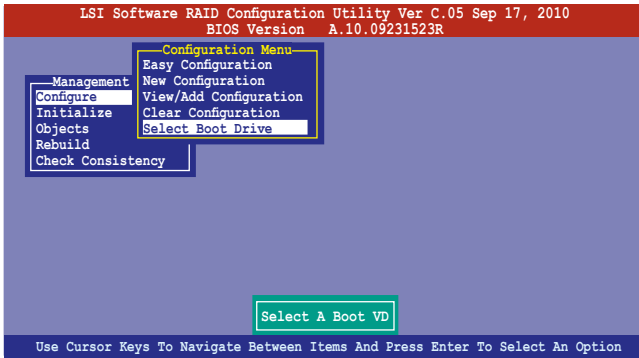 LSI Software RAID Configuration Utility Ver C.05 Sep 17, 2010
BIOS Version A.10.09231523R
Configuration Menu
Easy Configuration
New Configuration
View/Add Configuration
Clear Configuration
Select Boot Drive
Management
Configure
Initialize
Objects
Rebuild
Check Consistency
Select A Boot VD
Use Cursor Keys To Navigate Between Items And Press Enter To Select An Option